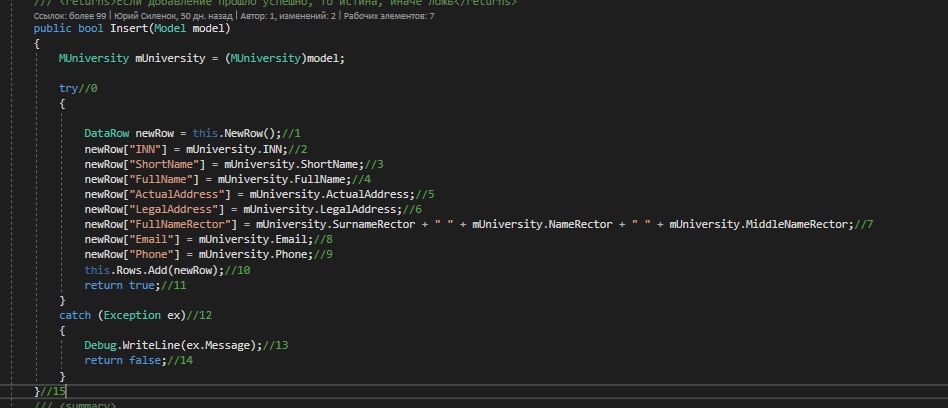 /// <returns>Если добавление прошло успешно, то истина, иначе ложь</returns>
Ссылок: более 99 | Юрий Силенок, 50 дн. назад | Автор: 1, изменений: 2 | Рабочих элементов: 7
public bool Insert(Model model)
{
MUniversity mUniversity = (MUniversity)model;
try//0
{
DataRow newRow = this.NewRow();//1
newRow["INN"] = mUniversity.INN;//2
newRow["ShortName"] = mUniversity.ShortName;//3
newRow["FullName"] = mUniversity.FullName;//4
newRow["ActualAddress"] = mUniversity.ActualAddress;//5
newRow["LegalAddress"] = mUniversity.LegalAddress;//6
newRow["FullNameRector"] = mUniversity.SurnameRector + " " + mUniversity.NameRector + " " + mUniversity.MiddleNameRector;//7
newRow["Email"] = mUniversity.Email;//8
newRow["Phone"] = mUniversity.Phone;//9
this.Rows.Add(newRow);//10
return true;//11
}
catch (Exception ex)//12
{
Debug.WriteLine(ex.Message);//13
return false;//14
}
}//15
/// <summary>